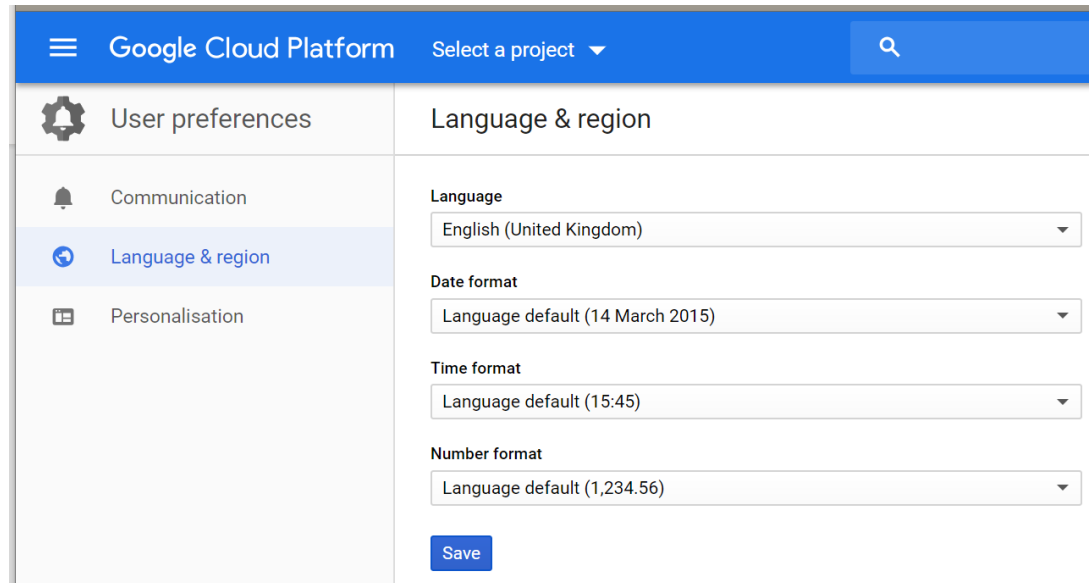 Google Cloud Platform Select a project
User preferences
Language & region
Communication
Language & region
Personalisation
Language
English (United Kingdom)
Date format
Language default (14 March 2015)
Time format
Language default (15:45)
Number format
Language default (1,234.56)
Save